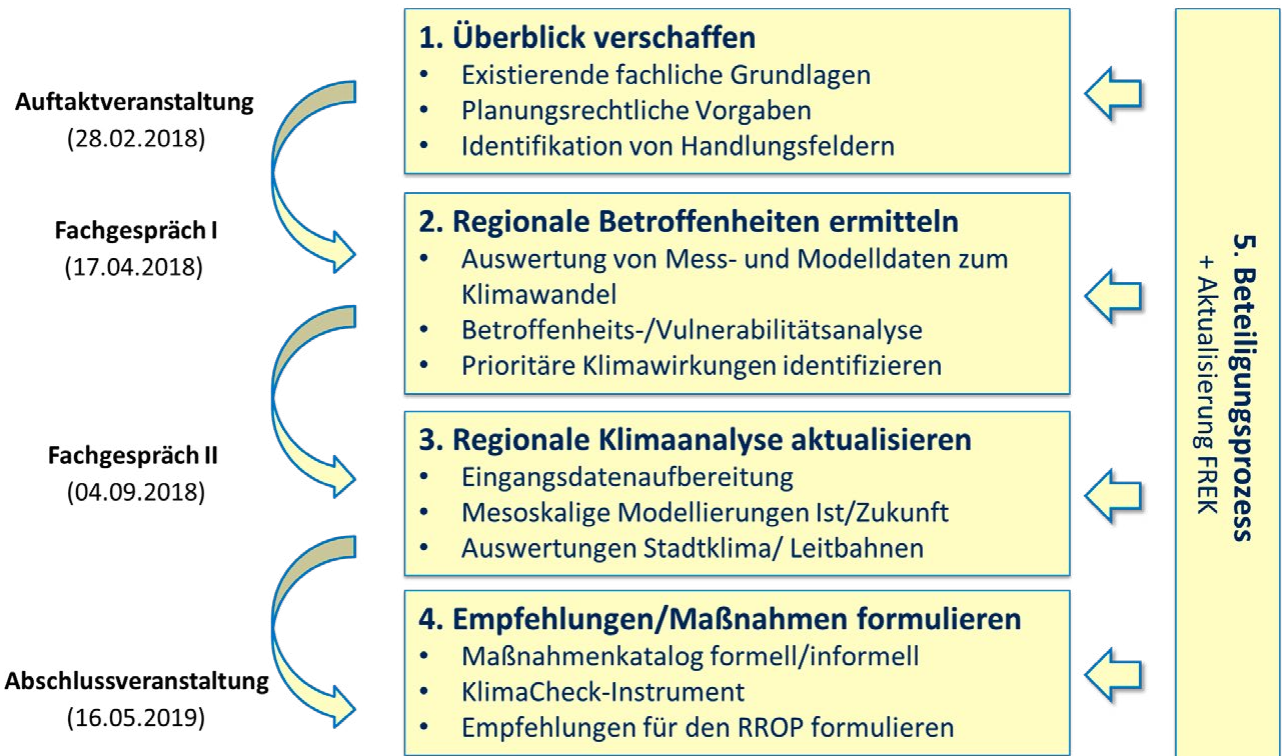 Auftaktveranstaltung
(28.02.2018)
Fachgespräch I
(17.04.2018)
Fachgespräch II
(04.09.2018)
Abschlussveranstaltung
(16.05.2019)
1. Überblick verschaffen
• Existierende fachliche Grundlagen
• Planungsrechtliche Vorgaben
• Identifikation von Handlungsfeldern
2. Regionale Betroffenheiten ermitteln
• Auswertung von Mess- und Modelldaten zum
Klimawandel
• Betroffenheits-/Vulnerabilitätsanalyse
• Prioritäre Klimawirkungen identifizieren
3. Regionale Klimaanalyse aktualisieren
• Eingangsdatenaufbereitung
• Mesoskalige Modellierungen Ist/Zukunft
• Auswertungen Stadtklima/ Leitbahnen
4. Empfehlungen/Maßnahmen formulieren
• Maßnahmenkatalog formell/informell
• KlimaCheck-Instrument
• Empfehlungen für den RROP formulieren
5. Beteiligungsprozess
+ Aktualisierung FREK